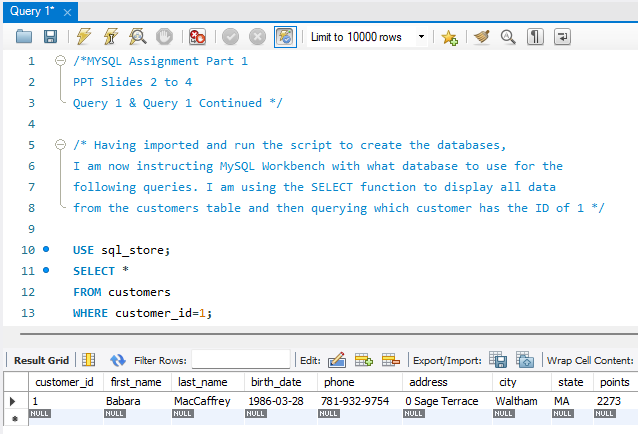 Query 1*
Limit to 10000 rows
1 /*MYSQL Assignment Part 1
2 PPT Slides 2 to 4
3 Query 1 & Query 1 Continued */
4
5 /* Having imported and run the script to create the databases,
6 I am now instructing MySQL Workbench with what database to use for the
7 following queries. I am using the SELECT function to display all data
8 from the customers table and then querying which customer has the ID of 1 */
9
10 USE sql_store;
11 SELECT *
12 FROM customers
13 WHERE customer_id=1;
Result Grid Filter Rows: Edit: Export/Import: Wrap Cell Content:
customer_id first_name last_name birth_date phone address city state points
1 Babara MacCaffrey 1986-03-28 781-932-9754 0 Sage Terrace Waltham MA 2273
NULL NULL NULL NULL NULL NULL NULL NULL NULL